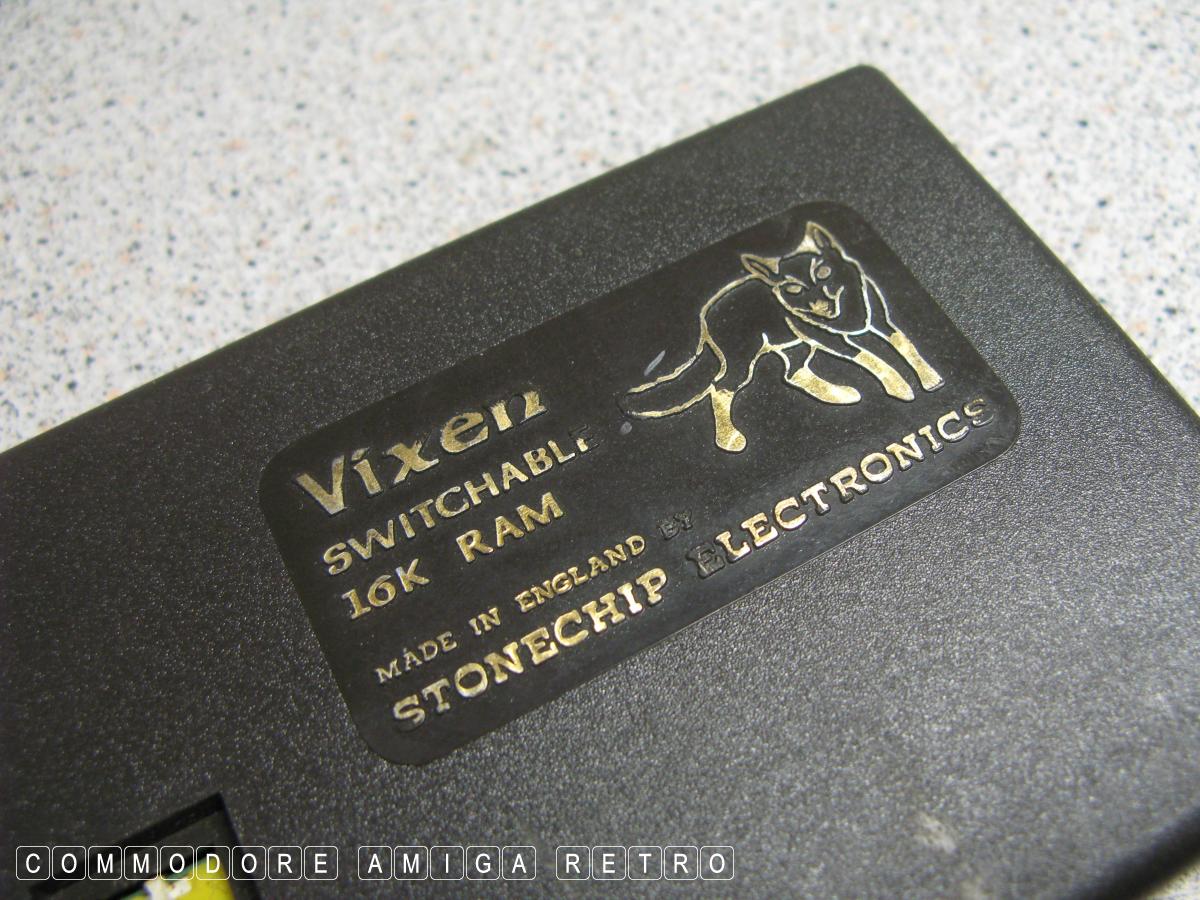 Vixen
SWITCHABLE
16K RAM
MADE IN ENGLAND BY
STONECHIP ELECTRONICS
COMMODORE AMIGA RETRO